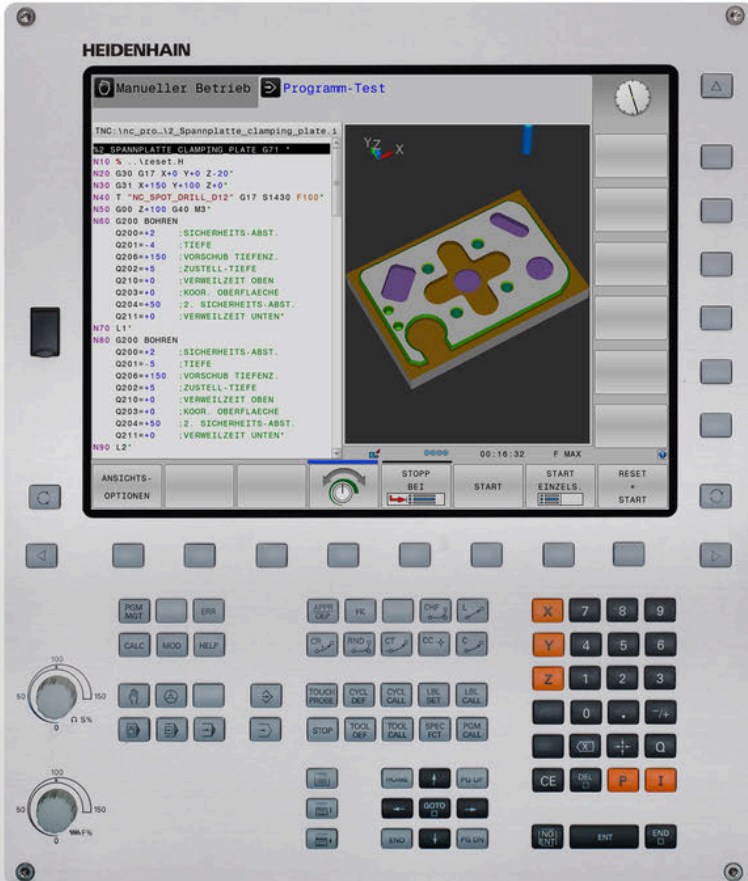 HEIDENHAIN
Manueller Betrieb
Programm-Test
TNC:\nc_pro…\2_Spannplatte_clamping_plate.i
%2_SPANNPLATTE_CLAMPING_PLATE G71 *
N10 % ..\reset.H
N20 G30 G17 X+0 Y+0 Z-20*
N30 G31 X+150 Y+100 Z+0*
N40 T "NC_SPOT_DRILL_D12" G17 S1430 F100*
N50 G00 Z+100 G40 M3*
N60 G200 BOHREN
Q200=+2 ;SICHERHEITS-ABST.
Q201=-4 ;TIEFE
Q206=+150 ;VORSCHUB TIEFENZ.
Q202=+5 ;ZUSTELL-TIEFE
Q210=+0 ;VERWEILZEIT OBEN
Q203=+0 ;KOOR. OBERFLAECHE
Q204=+50 ;2. SICHERHEITS-ABST.
Q211=+0 ;VERWEILZEIT UNTEN*
N70 L1*
N80 G200 BOHREN
Q200=+2 ;SICHERHEITS-ABST.
Q201=-5 ;TIEFE
Q206=+150 ;VORSCHUB TIEFENZ.
Q202=+5 ;ZUSTELL-TIEFE
Q210=+0 ;VERWEILZEIT OBEN
Q203=+0 ;KOOR. OBERFLAECHE
Q204=+50 ;2. SICHERHEITS-ABST.
Q211=+0 ;VERWEILZEIT UNTEN*
N90 L2*
Y Z X
00:16:32 F MAX
ANSICHTS-
OPTIONEN
STOPP
BEI
START
START
EINZELS.
RESET
+
START
PGM
MGT
ERR
CALC MOD HELP
APPR
DEP
FK
CHF
L
CR RND CT CC C
TOUCH
PROBE
CYCL
DEF
CYCL
CALL
LBL
SET
LBL
CALL
STOP
TOOL
DEF
TOOL
CALL
SPEC
FCT
PGM
CALL
HOME PG UP
GOTO
END PG DN
X 7 8 9
Y 4 5 6
Z 1 2 3
0 . -/+
X Q
CE
DEL
P I
NO
ENT
ENT
END
100
50 150
0
S%
100
50 150
0
F%